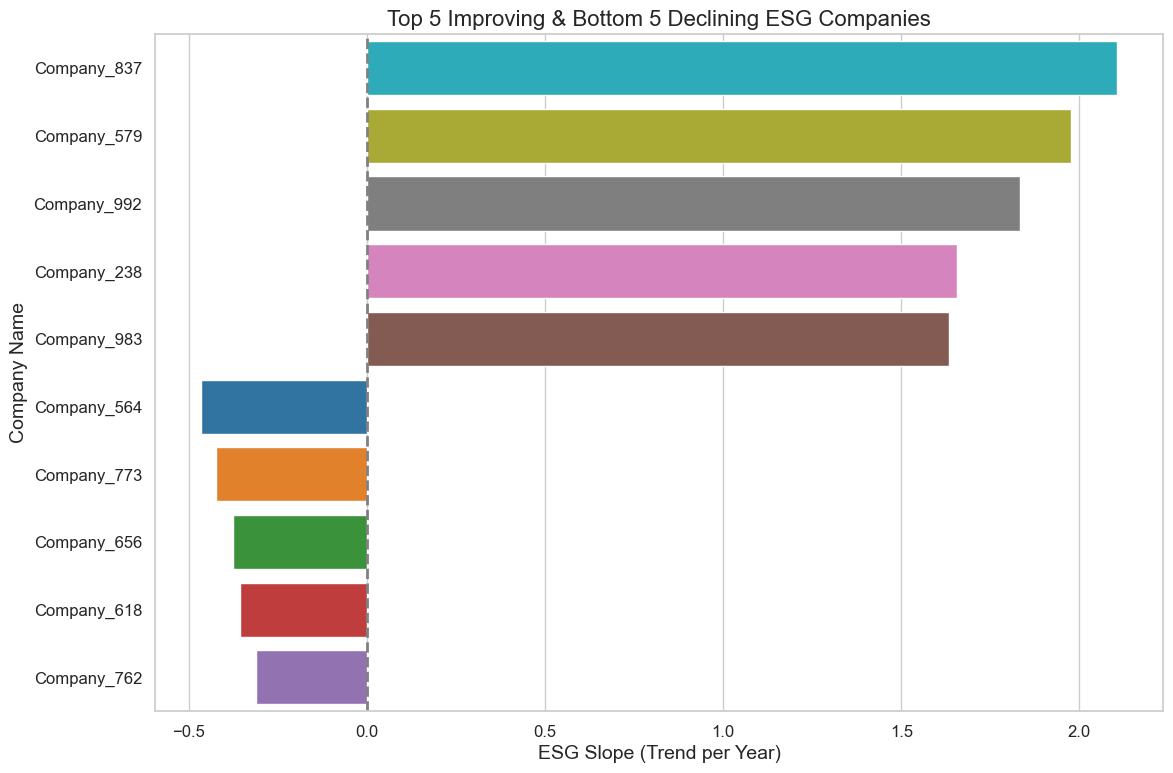 Top 5 Improving & Bottom 5 Declining ESG Companies
Company Name
Company_837
Company_579
Company_992
Company_238
Company_983
Company_564
Company_773
Company_656
Company_618
Company_762
−0.5 0.0 0.5 1.0 1.5 2.0
ESG Slope (Trend per Year)